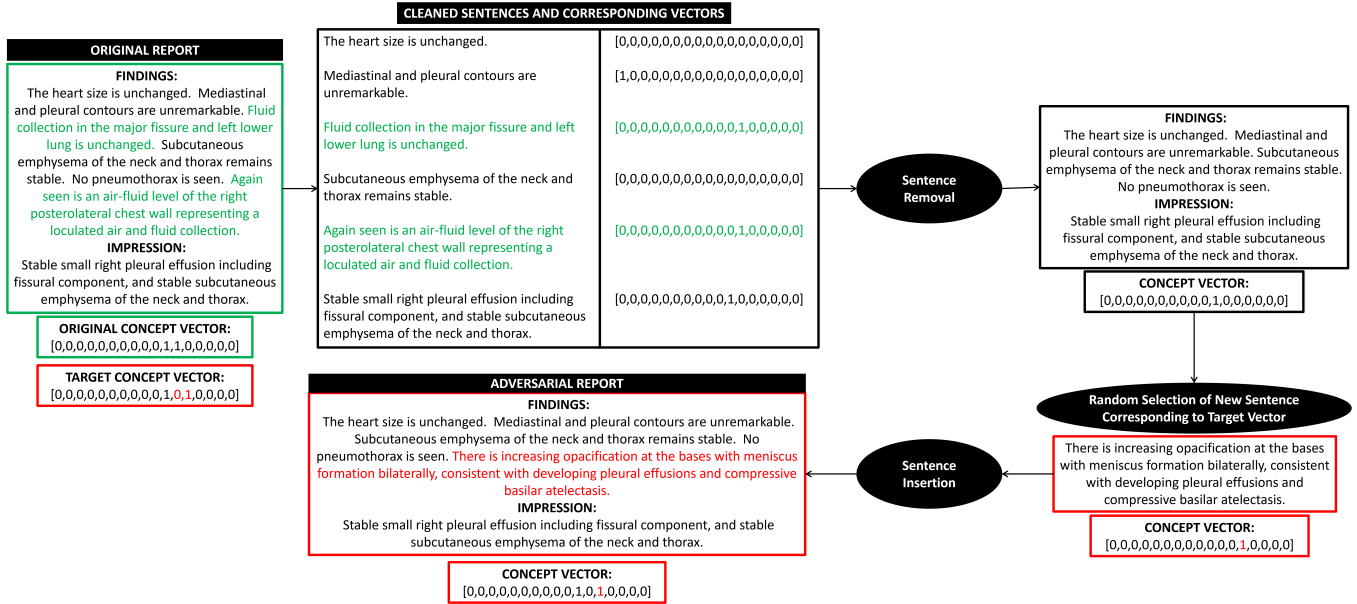 CLEANED SENTENCES AND CORRESPONDING VECTORS
ORIGINAL REPORT
FINDINGS:
The heart size is unchanged. Mediastinal
and pleural contours are unremarkable. Fluid
collection in the major fissure and left lower
lung is unchanged. Subcutaneous
emphysema of the neck and thorax remains
stable. No pneumothorax is seen. Again
seen is an air-fluid level of the right
posterolateral chest wall representing a
loculated air and fluid collection.
IMPRESSION:
Stable small right pleural effusion including
fissural component, and stable subcutaneous
emphysema of the neck and thorax.
ORIGINAL CONCEPT VECTOR:
[0,0,0,0,0,0,0,0,0,0,1,1,0,0,0,0,0]
TARGET CONCEPT VECTOR:
[0,0,0,0,0,0,0,0,0,0,1,0,1,0,0,0,0]
The heart size is unchanged.
[0,0,0,0,0,0,0,0,0,0,0,0,0,0,0,0,0]
Mediastinal and pleural contours are
unremarkable.
[1,0,0,0,0,0,0,0,0,0,0,0,0,0,0,0,0]
Fluid collection in the major fissure and left
lower lung is unchanged.
[0,0,0,0,0,0,0,0,0,0,0,1,0,0,0,0,0]
Subcutaneous emphysema of the neck and
thorax remains stable.
[0,0,0,0,0,0,0,0,0,0,0,0,0,0,0,0,0]
Again seen is an air-fluid level of the right
posterolateral chest wall representing a
loculated air and fluid collection.
[0,0,0,0,0,0,0,0,0,0,0,1,0,0,0,0,0]
Stable small right pleural effusion including
fissural component, and stable subcutaneous
emphysema of the neck and thorax.
[0,0,0,0,0,0,0,0,0,0,1,0,0,0,0,0,0]
Sentence
Removal
FINDINGS:
The heart size is unchanged. Mediastinal and
pleural contours are unremarkable. Subcutaneous
emphysema of the neck and thorax remains stable.
No pneumothorax is seen.
IMPRESSION:
Stable small right pleural effusion including
fissural component, and stable subcutaneous
emphysema of the neck and thorax.
CONCEPT VECTOR:
[0,0,0,0,0,0,0,0,0,0,1,0,0,0,0,0,0]
Random Selection of New Sentence
Corresponding to Target Vector
There is increasing opacification at the bases
with meniscus formation bilaterally, consistent
with developing pleural effusions and
compressive basilar atelectasis.
CONCEPT VECTOR:
[0,0,0,0,0,0,0,0,0,0,0,0,1,0,0,0,0]
Sentence
Insertion
ADVERSARIAL REPORT
FINDINGS:
The heart size is unchanged. Mediastinal and pleural contours are unremarkable.
Subcutaneous emphysema of the neck and thorax remains stable. No
pneumothorax is seen. There is increasing opacification at the bases with meniscus
formation bilaterally, consistent with developing pleural effusions and compressive
basilar atelectasis.
IMPRESSION:
Stable small right pleural effusion including fissural component, and stable
subcutaneous emphysema of the neck and thorax.
CONCEPT VECTOR:
[0,0,0,0,0,0,0,0,0,0,1,0,1,0,0,0,0]